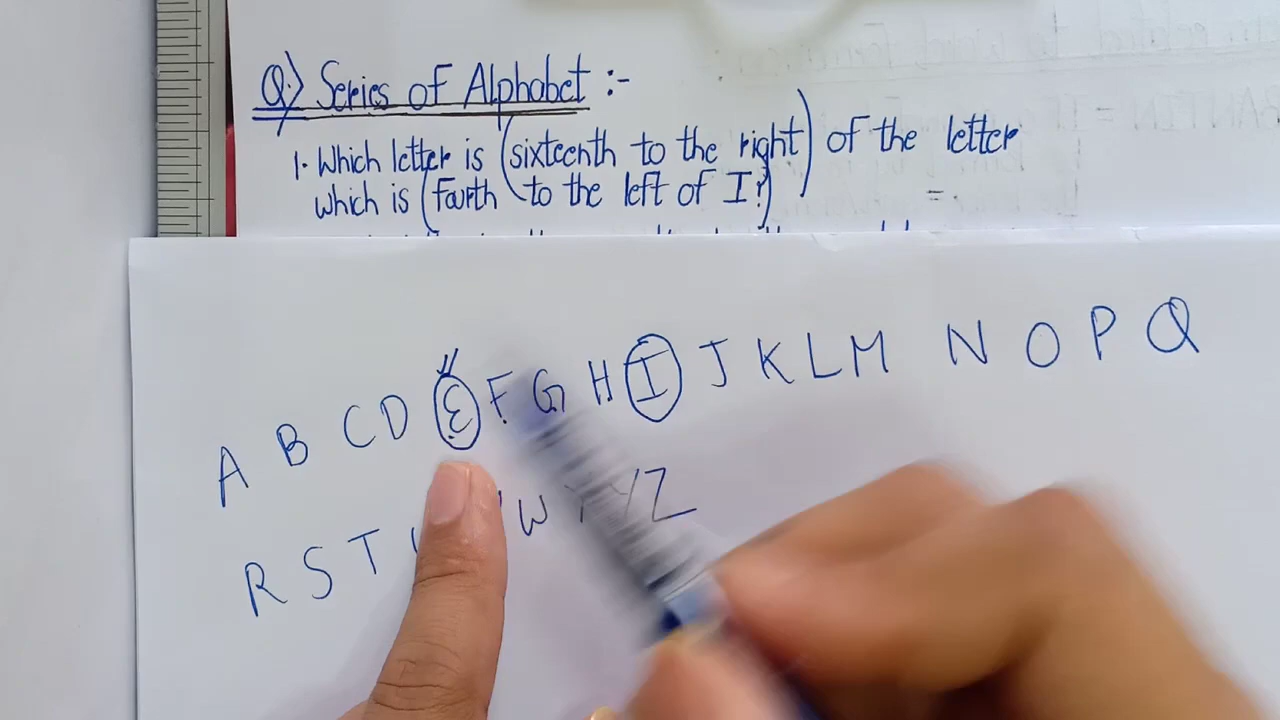 Q.) Series of Alphabet :-
1. Which letter is (sixteenth to the right) of the letter
which is (fourth to the left of I?)
A B C D E F G H I J K L M N O P Q
R S T W X Y Z